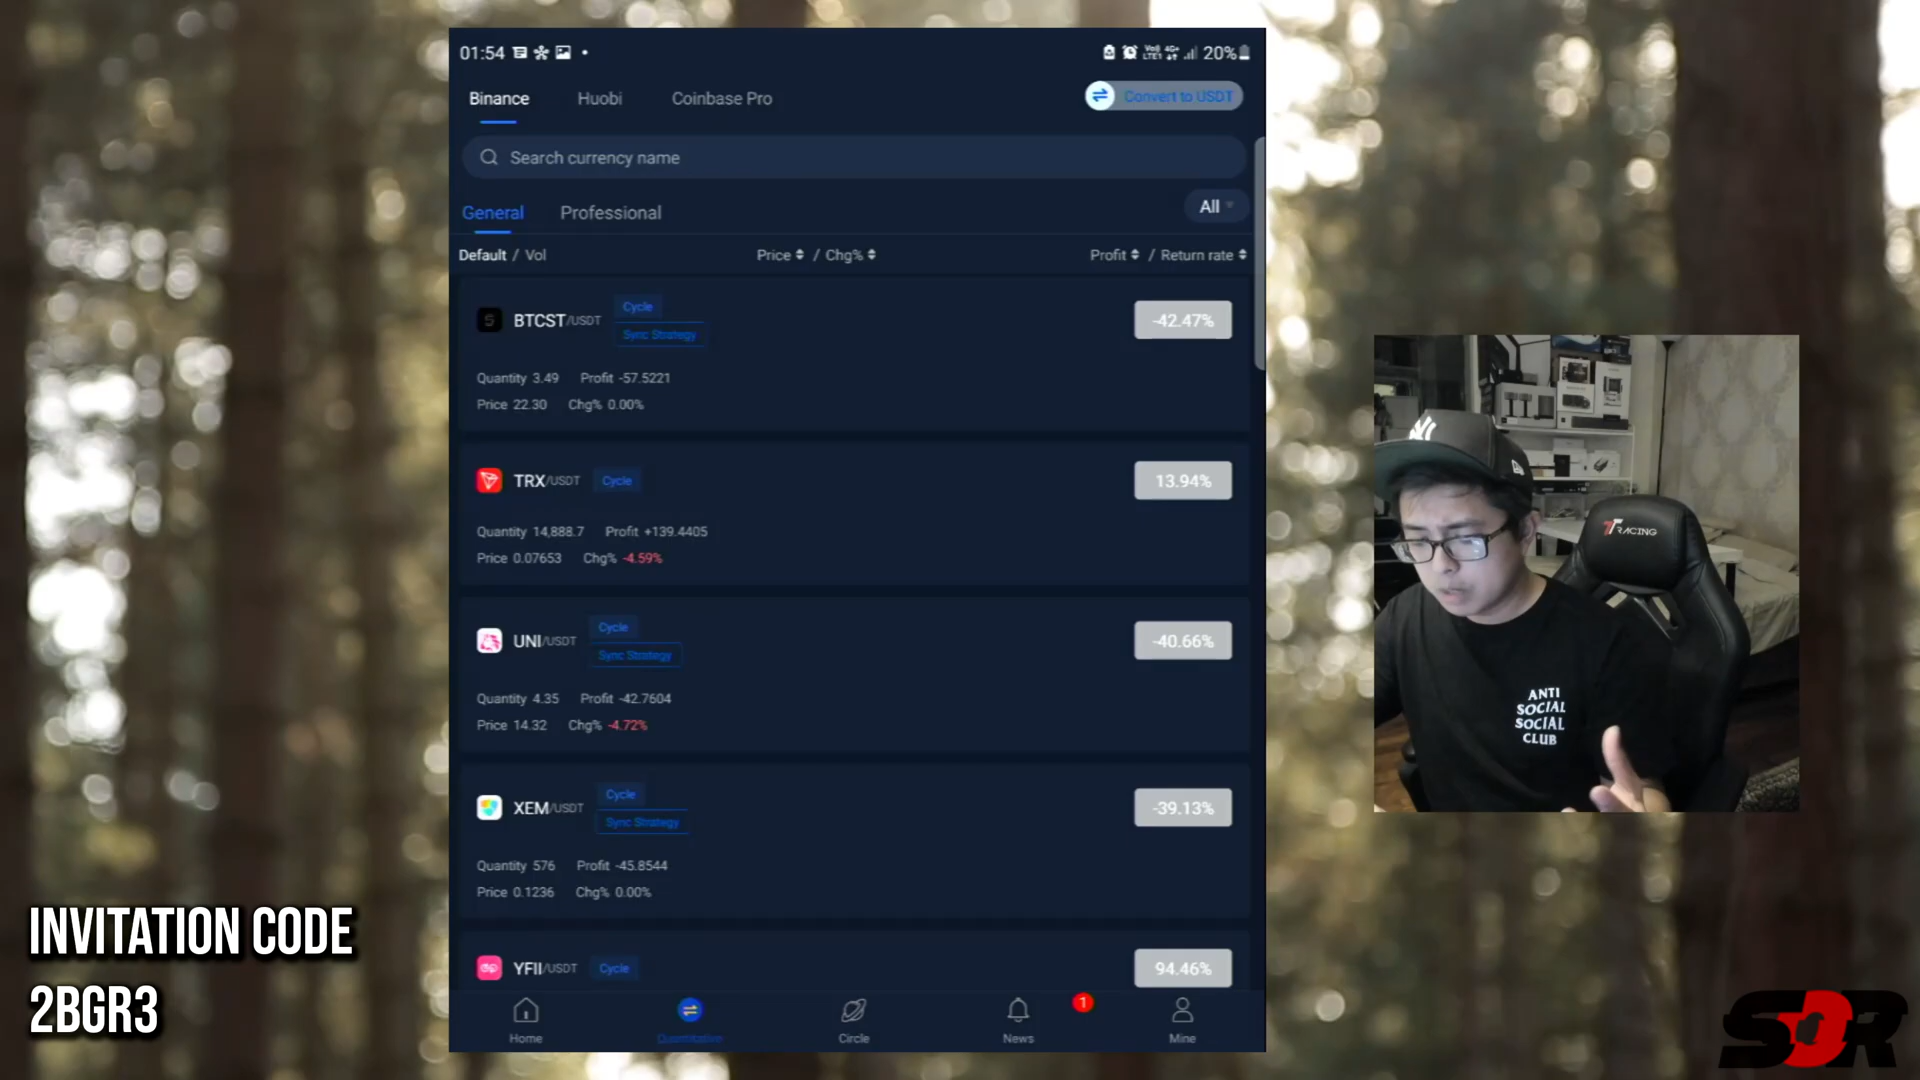 01:54
20%
Binance Huobi Coinbase Pro Convert to USDT
Search currency name
General Professional All
Default / Vol Price / Chg% Profit / Return rate
BTCST/USDT Cycle -42.47%
Sync Strategy
Quantity 3.49 Profit -57.5221
Price 22.30 Chg% 0.00%
TRX/USDT Cycle 13.94%
Quantity 14,888.7 Profit +139.4405
Price 0.07653 Chg% -4.59%
UNI/USDT Cycle -40.66%
Sync Strategy
Quantity 4.35 Profit -42.7604
Price 14.32 Chg% -4.72%
XEM/USDT Cycle -39.13%
Sync Strategy
Quantity 576 Profit -45.8544
Price 0.1236 Chg% 0.00%
YFII/USDT Cycle 94.46%
1
Home Quantitative Circle News Mine
INVITATION CODE
2BGR3
NY
RACING
ANTI
SOCIAL
SOCIAL
CLUB